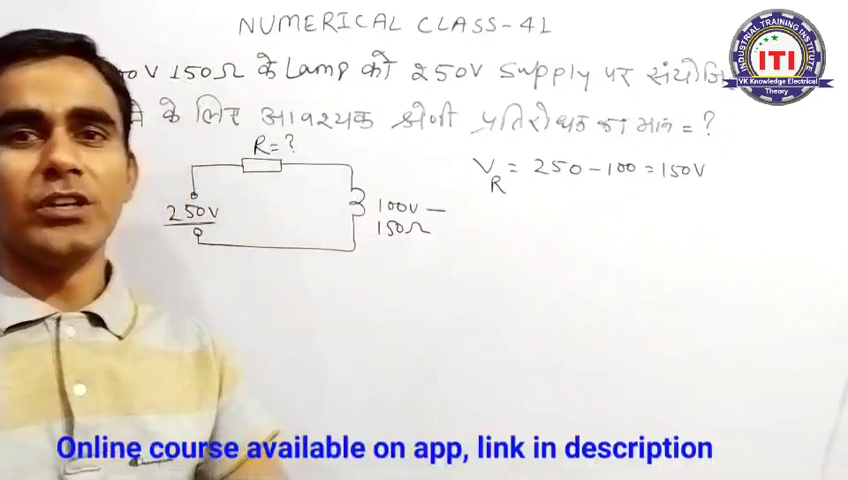 NUMERICAL CLASS-41
00V 150Ω के Lamp को 250V Supply पर
के लिए आवश्यक श्रेणी प्रतिरोधक का मान = ?
R=?
250V
100V —
150Ω
V_R = 250-100=150V
INDUSTRIAL TRAINING INSTITUTE
ITI
VK Knowledge Electrical
Theory
Online course available on app, link in description